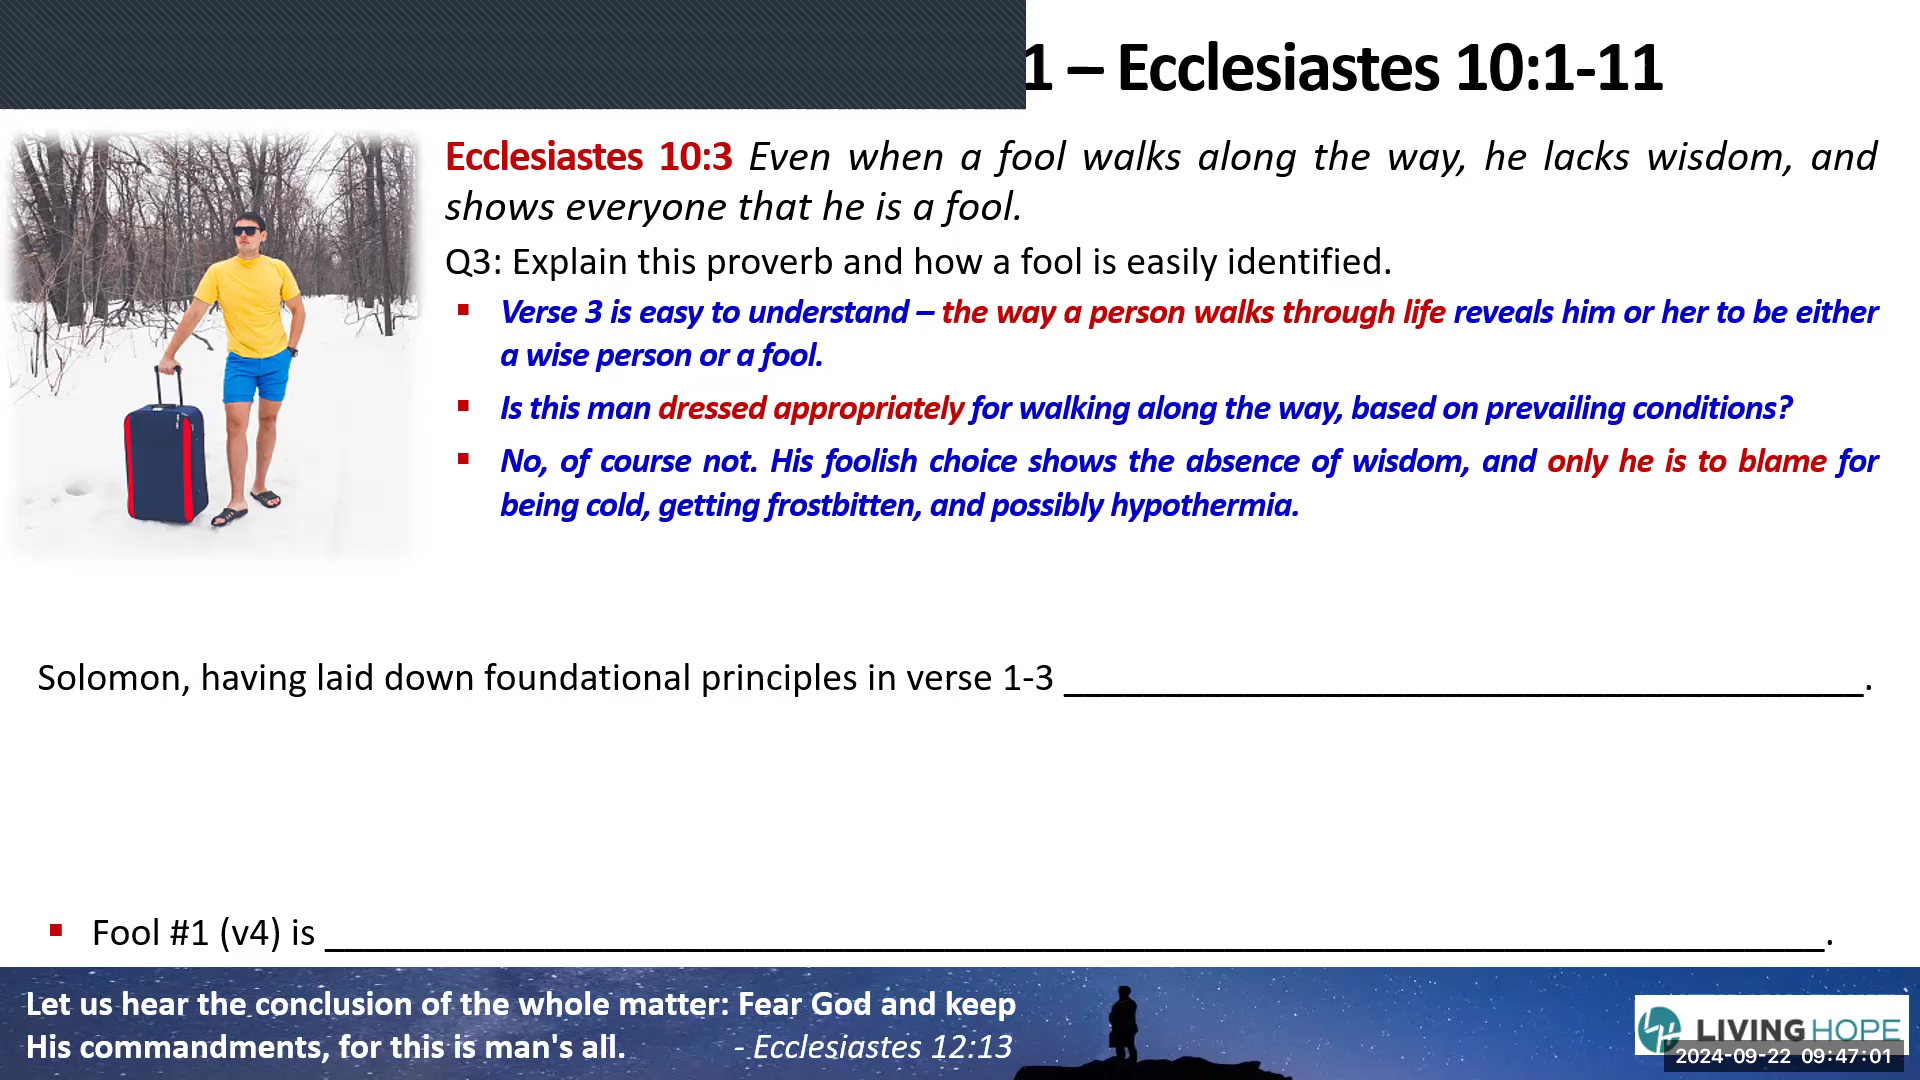 1 – Ecclesiastes 10:1-11
Ecclesiastes 10:3 Even when a fool walks along the way, he lacks wisdom, and
shows everyone that he is a fool.
Q3: Explain this proverb and how a fool is easily identified.
▪ Verse 3 is easy to understand – the way a person walks through life reveals him or her to be either
a wise person or a fool.
▪ Is this man dressed appropriately for walking along the way, based on prevailing conditions?
▪ No, of course not. His foolish choice shows the absence of wisdom, and only he is to blame for
being cold, getting frostbitten, and possibly hypothermia.
Solomon, having laid down foundational principles in verse 1-3 ________________________________________.
▪ Fool #1 (v4) is ___________________________________________________________________________.
Let us hear the conclusion of the whole matter: Fear God and keep
His commandments, for this is man's all. - Ecclesiastes 12:13
LIVING HOPE
2024-09-22 09:47:01